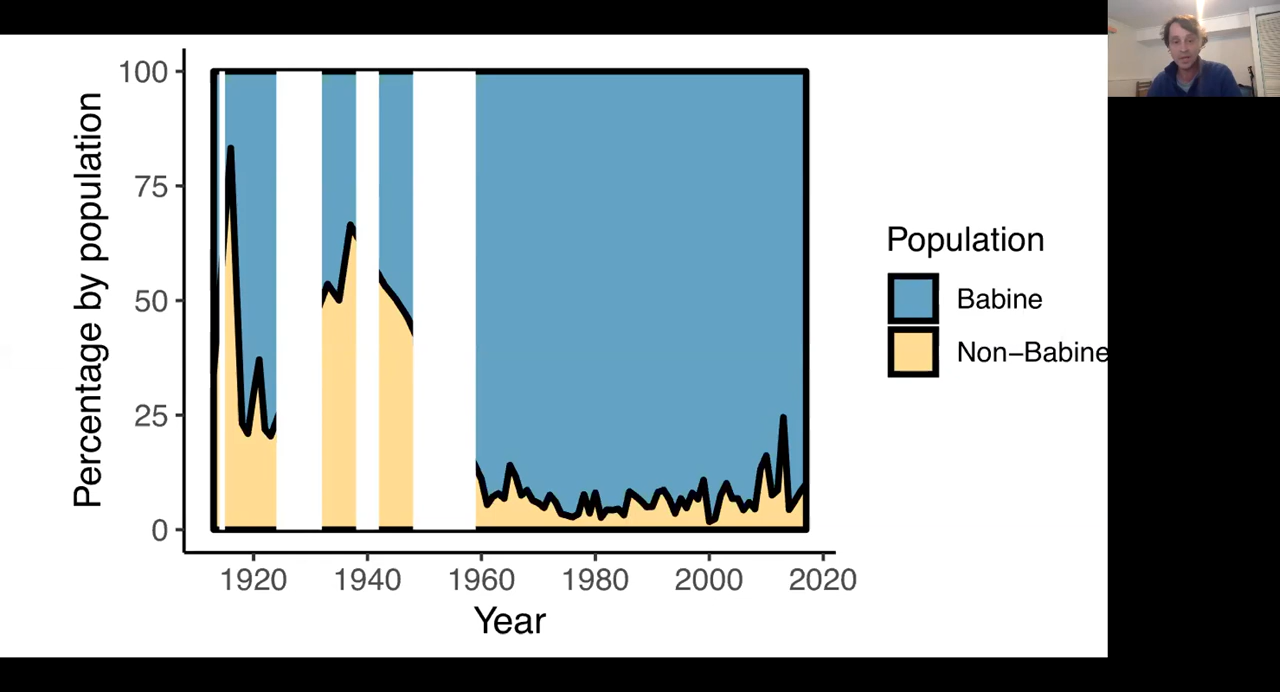 Percentage by population
100
75
50
25
0
1920 1940 1960 1980 2000 2020
Year
Population
Babine
Non−Babine